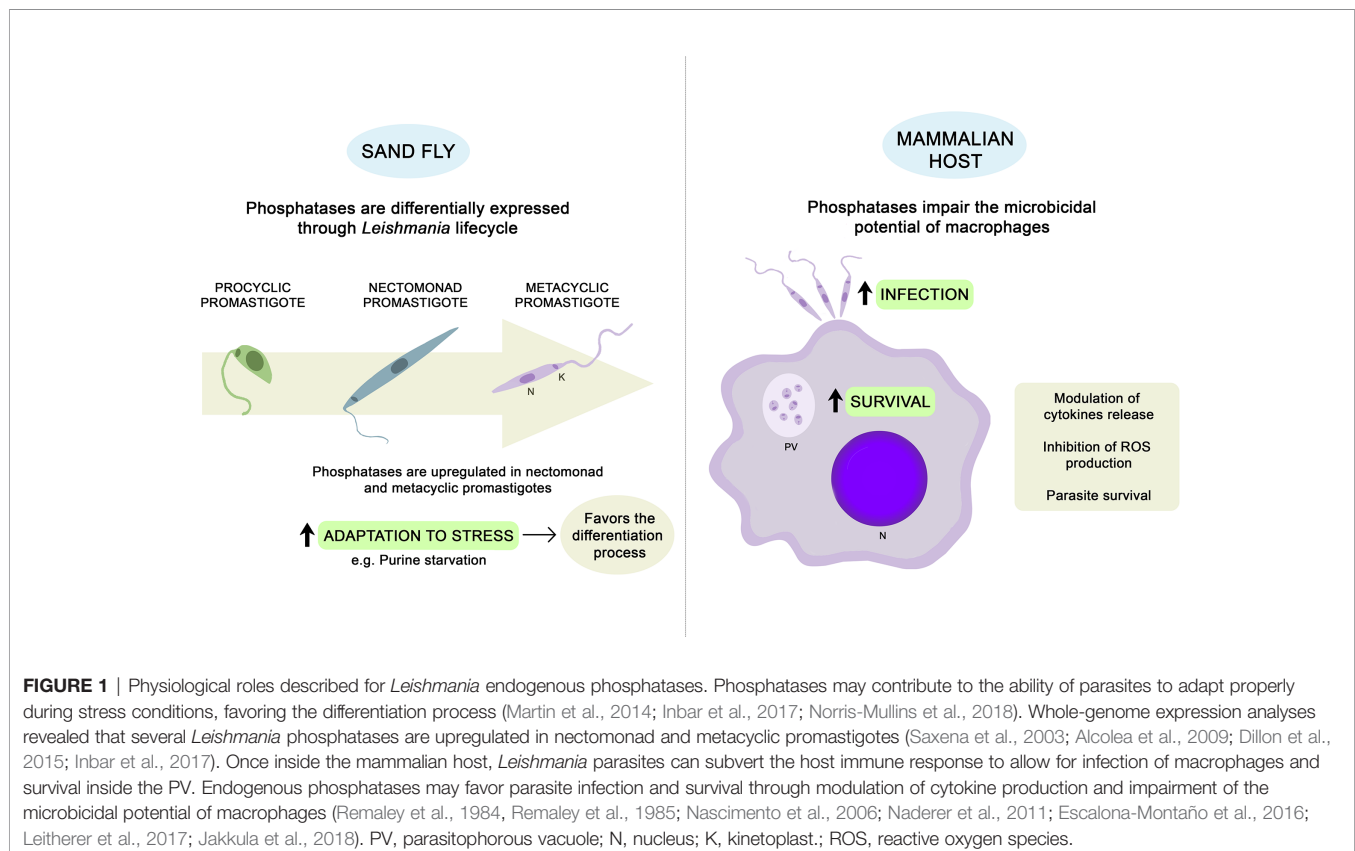 SAND FLY
Phosphatases are differentially expressed
through Leishmania lifecycle
PROCYCLIC
PROMASTIGOTE
NECTOMONAD
PROMASTIGOTE
METACYCLIC
PROMASTIGOTE
N
K
Phosphatases are upregulated in nectomonad
and metacyclic promastigotes
ADAPTATION TO STRESS
e.g. Purine starvation
Favors the
differentiation
process
MAMMALIAN
HOST
Phosphatases impair the microbicidal
potential of macrophages
INFECTION
SURVIVAL
PV
N
Modulation of
cytokines release
Inhibition of ROS
production
Parasite survival
FIGURE 1 | Physiological roles described for Leishmania endogenous phosphatases. Phosphatases may contribute to the ability of parasites to adapt properly
during stress conditions, favoring the differentiation process (Martin et al., 2014; Inbar et al., 2017; Norris-Mullins et al., 2018). Whole-genome expression analyses
revealed that several Leishmania phosphatases are upregulated in nectomonad and metacyclic promastigotes (Saxena et al., 2003; Alcolea et al., 2009; Dillon et al.,
2015; Inbar et al., 2017). Once inside the mammalian host, Leishmania parasites can subvert the host immune response to allow for infection of macrophages and
survival inside the PV. Endogenous phosphatases may favor parasite infection and survival through modulation of cytokine production and impairment of the
microbicidal potential of macrophages (Remaley et al., 1984, Remaley et al., 1985; Nascimento et al., 2006; Naderer et al., 2011; Escalona-Montaño et al., 2016;
Leitherer et al., 2017; Jakkula et al., 2018). PV, parasitophorous vacuole; N, nucleus; K, kinetoplast.; ROS, reactive oxygen species.